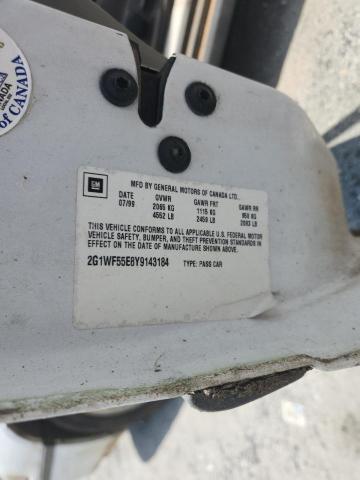 CANADA
of CANADA
GM
MFD BY GENERAL MOTORS OF CANADA LTD.
DATE GVWR GAWR FRT GAWR RR
07/99 2065 KG 1115 KG 950 KG
4552 LB 2459 LB 2093 LB
THIS VEHICLE CONFORMS TO ALL APPLICABLE U.S. FEDERAL MOTOR
VEHICLE SAFETY, BUMPER, AND THEFT PREVENTION STANDARDS IN
EFFECT ON THE DATE OF MANUFACTURE SHOWN ABOVE.
2G1WF55E8Y9143184 TYPE: PASS CAR